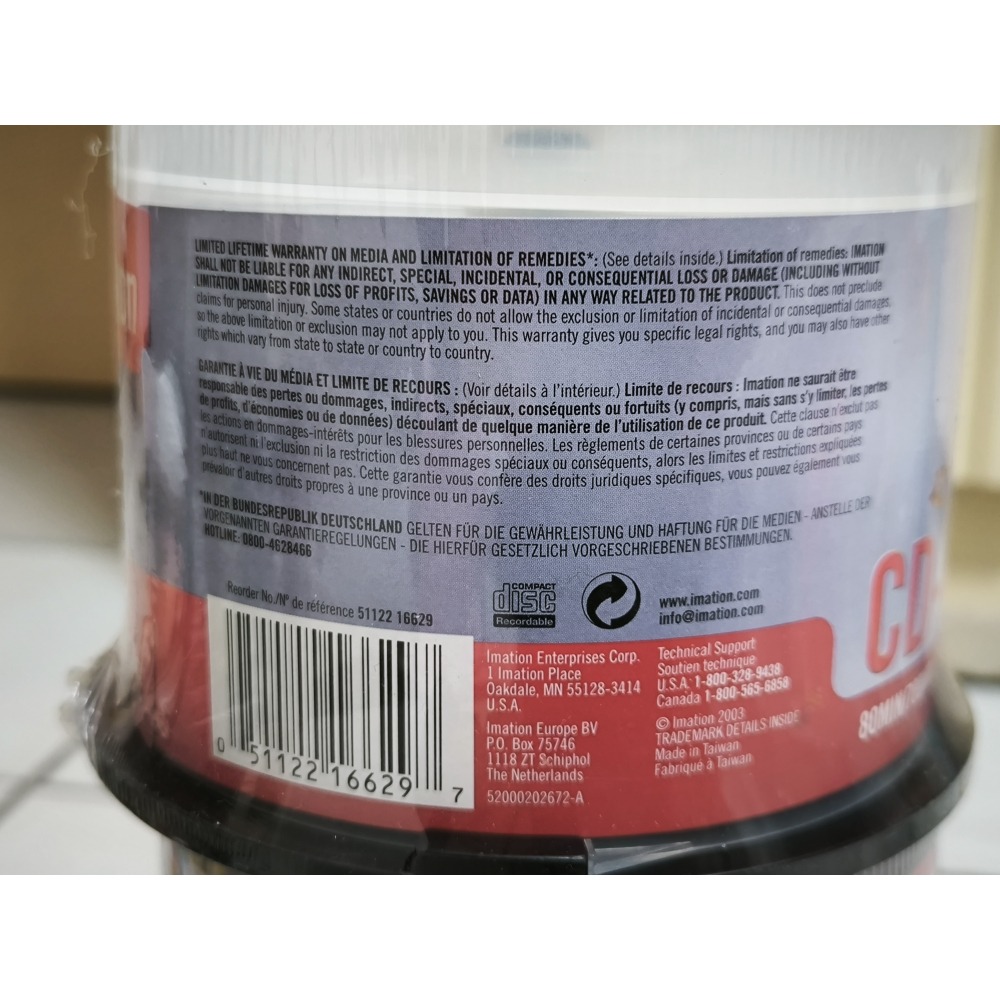 LIMITED LIFETIME WARRANTY ON MEDIA AND LIMITATION OF REMEDIES*: (See details inside.) Limitation of remedies: IMATION
SHALL NOT BE LIABLE FOR ANY INDIRECT, SPECIAL, INCIDENTAL, OR CONSEQUENTIAL LOSS OR DAMAGE (INCLUDING WITHOUT
LIMITATION DAMAGES FOR LOSS OF PROFITS, SAVINGS OR DATA) IN ANY WAY RELATED TO THE PRODUCT. This does not preclude
claims for personal injury. Some states or countries do not allow the exclusion or limitation of incidental or consequential damages,
so the above limitation or exclusion may not apply to you. This warranty gives you specific legal rights, and you may also have other
rights which vary from state to state or country to country.
GARANTIE À VIE DU MÉDIA ET LIMITE DE RECOURS : (Voir détails à l'intérieur.) Limite de recours : Imation ne saurait être
responsable des pertes ou dommages, indirects, spéciaux, conséquents ou fortuits (y compris, mais sans s'y limiter, les pertes
de profits, d'économies ou de données) découlant de quelque manière de l'utilisation de ce produit. Cette clause n'exclut pas
les actions en dommages-intérêts pour les blessures personnelles. Les règlements de certaines provinces ou de certains pays
n'autorisent ni l'exclusion ni la restriction des dommages spéciaux ou conséquents, alors les limites et restrictions expliquées
plus haut ne vous concernent pas. Cette garantie vous confère des droits juridiques spécifiques, vous pouvez également vous
prévaloir d'autres droits propres à une province ou un pays.
*IN DER BUNDESREPUBLIK DEUTSCHLAND GELTEN FÜR DIE GEWÄHRLEISTUNG UND HAFTUNG FÜR DIE MEDIEN - ANSTELLE DER
VORGENANNTEN GARANTIEREGELUNGEN - DIE HIERFÜR GESETZLICH VORGESCHRIEBENEN BESTIMMUNGEN.
HOTLINE: 0800-4628466
Reorder No./N° de référence 51122 16629
COMPACT
disc
Recordable
www.imation.com
info@imation.com
CD
80MIN
Imation Enterprises Corp.
1 Imation Place
Oakdale, MN 55128-3414
U.S.A.
Imation Europe BV
P.O. Box 75746
1118 ZT Schiphol
The Netherlands
52000202672-A
Technical Support
Soutien technique
U.S.A. 1-800-328-9438
Canada 1-800-565-6858
© Imation 2003
TRADEMARK DETAILS INSIDE
Made in Taiwan
Fabriqué à Taiwan
0 51122 16629 7